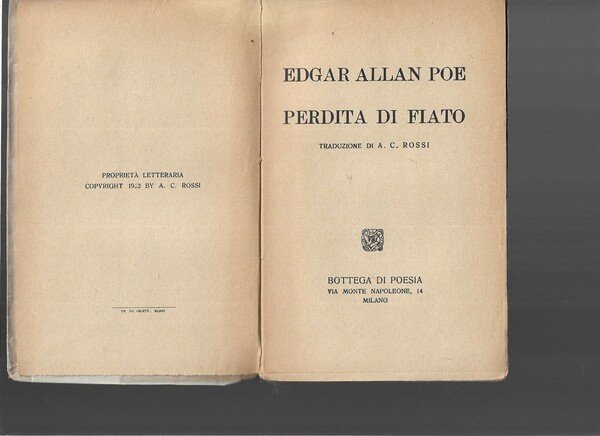 PROPRIETÀ LETTERARIA
COPYRIGHT 1922 BY A. C. ROSSI
MILANO
EDGAR ALLAN POE
PERDITA DI FIATO
TRADUZIONE DI A. C. ROSSI
BOTTEGA DI POESIA
VIA MONTE NAPOLEONE, 14
MILANO